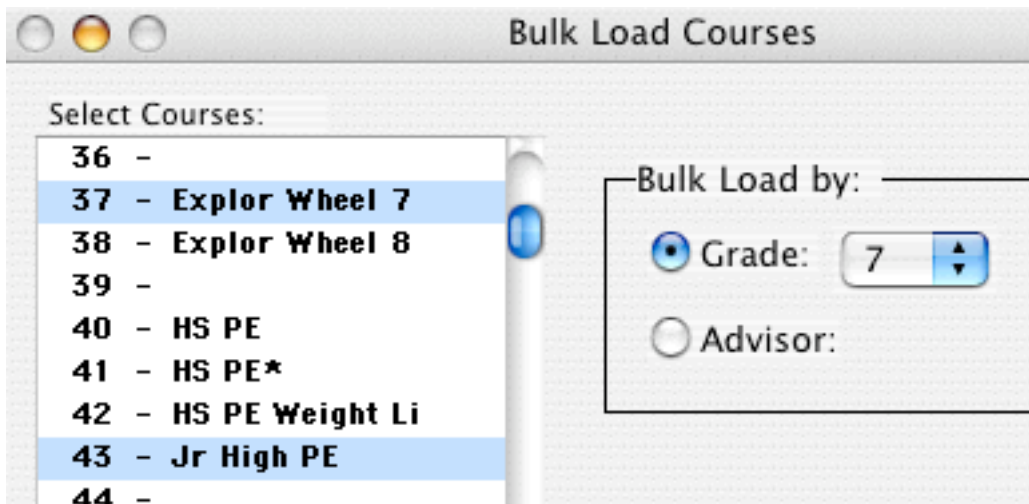 Bulk Load Courses
Select Courses:
36 -
37 - Explor Wheel 7
38 - Explor Wheel 8
39 -
40 - HS PE
41 - HS PE*
42 - HS PE Weight Li
43 - Jr High PE
44 -
Bulk Load by:
Grade: 7
Advisor: